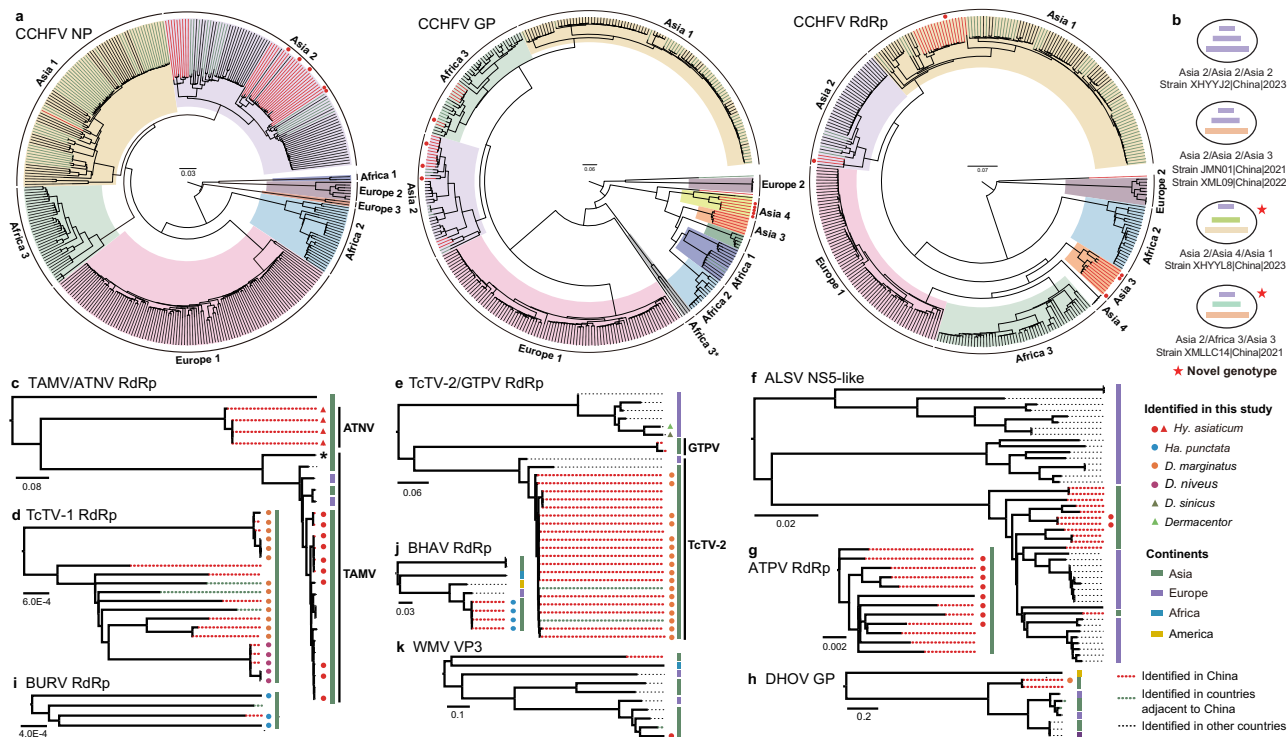 a
CCHFV NP
Asia 1
Asia 2
0.03
Africa 1
Europe 2
Europe 3
Africa 2
Africa 3
Europe 1
CCHFV GP
Africa 3
Asia 1
0.06
Asia 2
Europe 2
Asia 4
Asia 3
Africa 1
Africa 2
Africa 3*
Europe 1
CCHFV RdRp
Asia 1
Asia 2
0.07
Europe 2
Africa 2
Asia 3
Asia 4
Africa 3
Europe 1
b
Asia 2/Asia 2/Asia 2
Strain XHYYJ2|China|2023
Asia 2/Asia 2/Asia 3
Strain JMN01|China|2021
Strain XML09|China|2022
Asia 2/Asia 4/Asia 1
Strain XHYYL8|China|2023
Asia 2/Africa 3/Asia 3
Strain XMLLC14|China|2021
Novel genotype
c TAMV/ATNV RdRp
ATNV
*
0.08
TAMV
d TcTV-1 RdRp
6.0E-4
i BURV RdRp
4.0E-4
e TcTV-2/GTPV RdRp
GTPV
0.06
TcTV-2
j BHAV RdRp
0.03
k WMV VP3
0.1
f ALSV NS5-like
0.02
g
ATPV RdRp
0.002
h DHOV GP
0.2
Identified in this study
Hy. asiaticum
Ha. punctata
D. marginatus
D. niveus
D. sinicus
Dermacentor
Continents
Asia
Europe
Africa
America
Identified in China
Identified in countries
adjacent to China
Identified in other countries